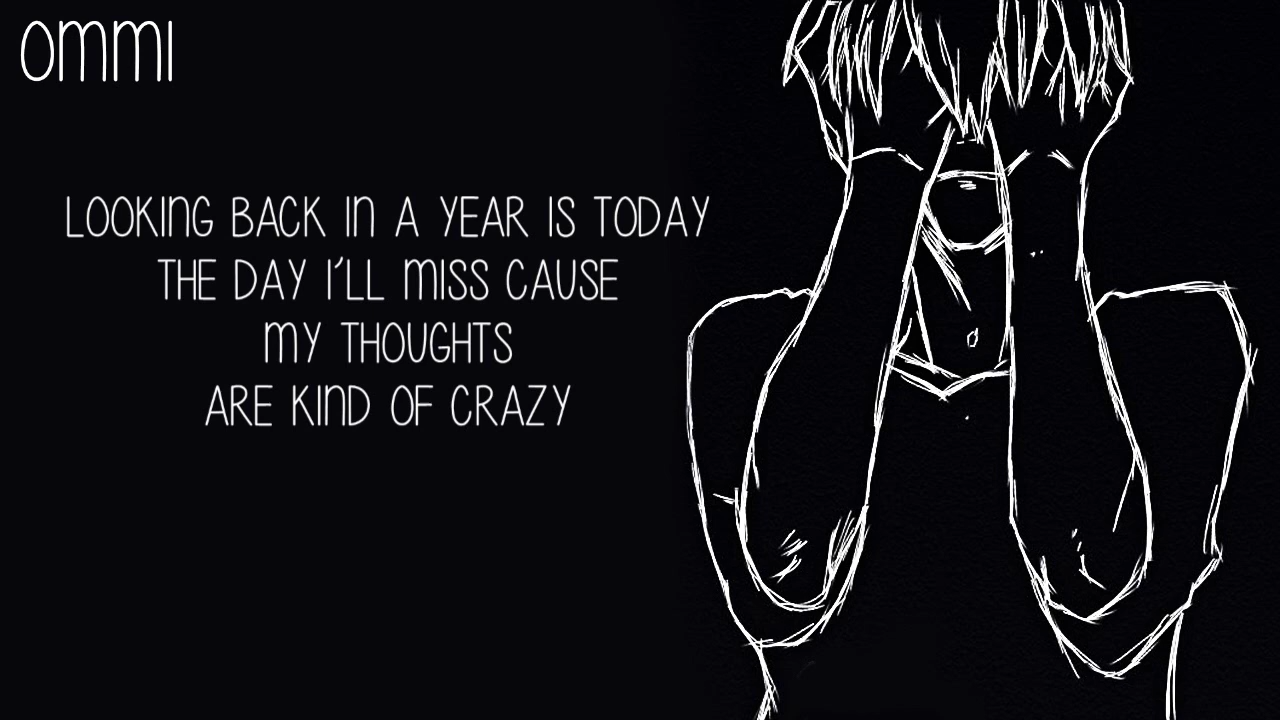 OMMI
LOOKING BACK IN A YEAR IS TODAY
THE DAY I'LL MISS CAUSE
MY THOUGHTS
ARE KIND OF CRAZY